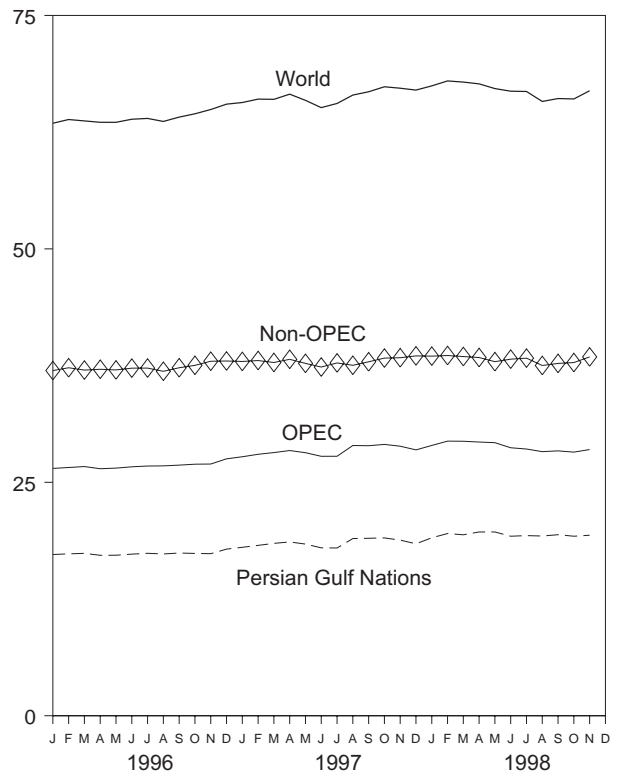 75
World
50
Non-OPEC
OPEC
25
Persian Gulf Nations
0
J F M A M J J A S O N D J F M A M J J A S O N D J F M A M J J A S O N D
1996 1997 1998